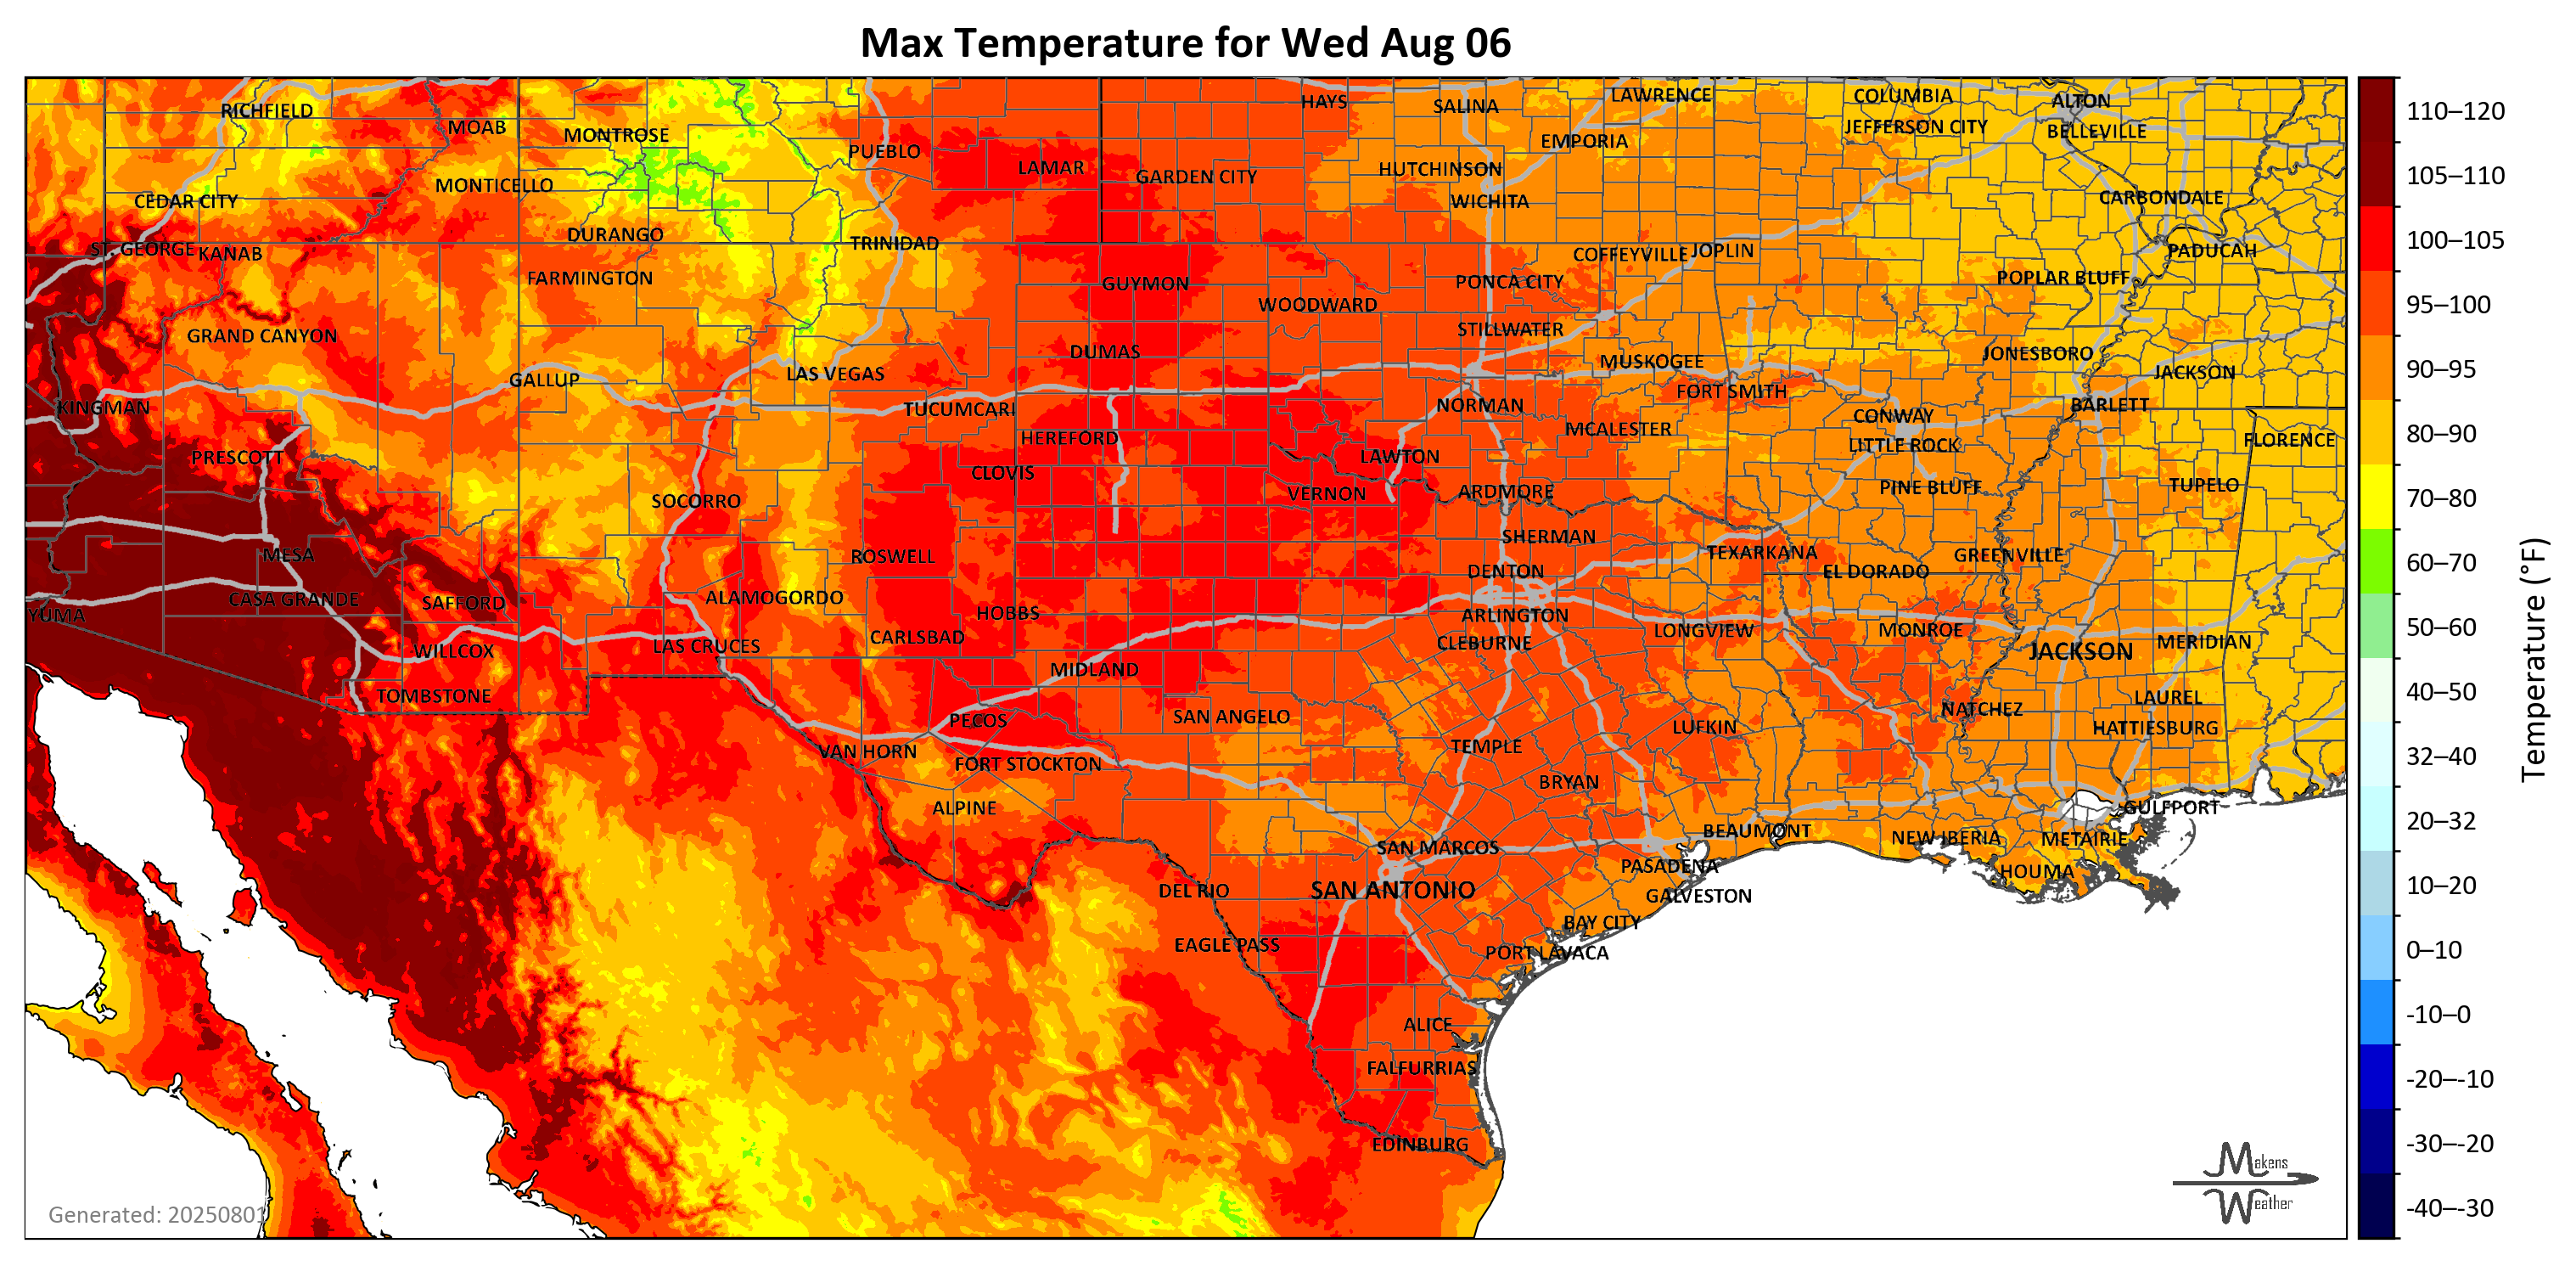 Max Temperature for Wed Aug 06
RICHFIELD
MOAB
MONTROSE
PUEBLO
LAMAR
HAYS
SALINA
LAWRENCE
COLUMBIA
ALTON
JEFFERSON CITY
BELLEVILLE
EMPORIA
GARDEN CITY
HUTCHINSON
MONTICELLO
CEDAR CITY
WICHITA
CARBONDALE
DURANGO
TRINIDAD
ST. GEORGE
KANAB
COFFEYVILLE
JOPLIN
PADUCAH
FARMINGTON
GUYMON
PONCA CITY
POPLAR BLUFF
WOODWARD
GRAND CANYON
STILLWATER
DUMAS
JONESBORO
MUSKOGEE
LAS VEGAS
GALLUP
JACKSON
FORT SMITH
KINGMAN
TUCUMCARI
NORMAN
BARLETT
CONWAY
MCALESTER
HEREFORD
LITTLE ROCK
FLORENCE
PRESCOTT
LAWTON
CLOVIS
PINE BLUFF
TUPELO
SOCORRO
VERNON
ARDMORE
SHERMAN
MESA
ROSWELL
TEXARKANA
GREENVILLE
DENTON
EL DORADO
CASA GRANDE
SAFFORD
ALAMOGORDO
HOBBS
YUMA
ARLINGTON
CARLSBAD
LONGVIEW
MONROE
LAS CRUCES
CLEBURNE
WILLCOX
JACKSON
MERIDIAN
MIDLAND
TOMBSTONE
LAUREL
PECOS
SAN ANGELO
NATCHEZ
LUFKIN
HATTIESBURG
VAN HORN
TEMPLE
FORT STOCKTON
BRYAN
ALPINE
GULFPORT
BEAUMONT
NEW IBERIA
METAIRIE
SAN MARCOS
PASADENA
HOUMA
DEL RIO
SAN ANTONIO
GALVESTON
BAY CITY
EAGLE PASS
PORT LAVACA
ALICE
FALFURRIAS
EDINBURG
Generated: 20250801
Makens
Weather
110–120
105–110
100–105
95–100
90–95
80–90
70–80
60–70
50–60
40–50
32–40
20–32
10–20
0–10
-10–0
-20–-10
-30–-20
-40–-30
Temperature (°F)